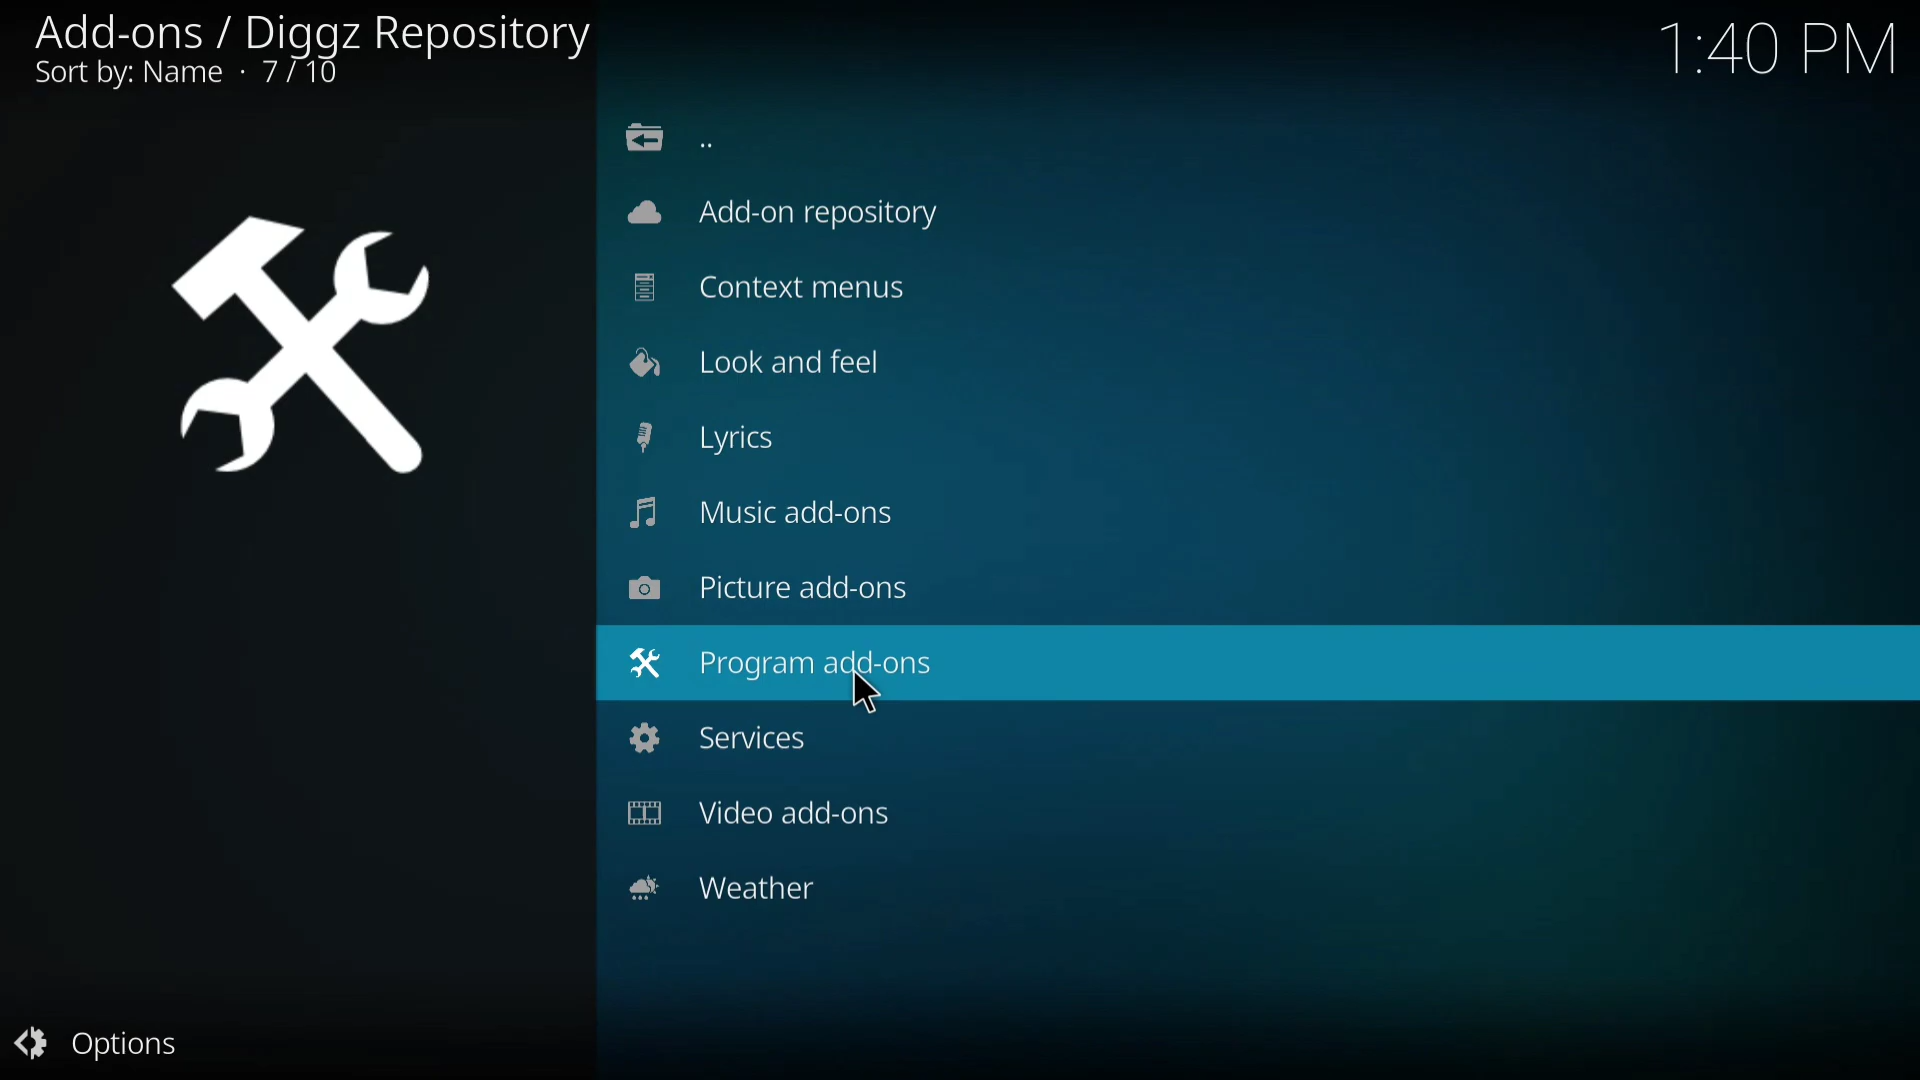 Add-ons / Diggz Repository
Sort by: Name · 7 / 10
1:40 PM
..
Add-on repository
Context menus
Look and feel
Lyrics
Music add-ons
Picture add-ons
Program add-ons
Services
Video add-ons
Weather
Options